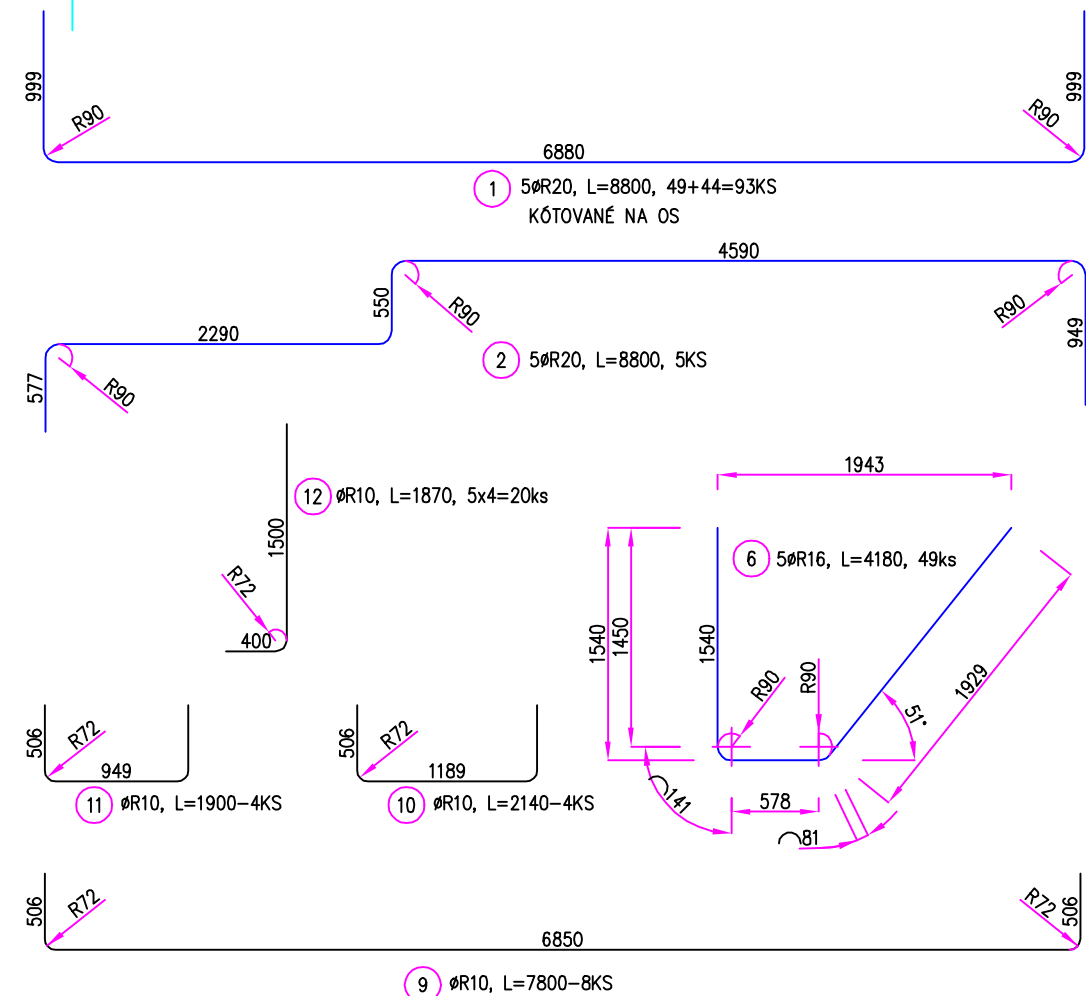 999
R90
6880
R90
999
1 5øR20, L=8800, 49+44=93KS
KÓTOVANÉ NA OS
4590
550
R90
R90
949
2290
577
R90
2 5øR20, L=8800, 5KS
12 øR10, L=1870, 5x4=20ks
1500
R72
400
1943
6 5øR16, L=4180, 49ks
1540
1450
1540
R90
R90
51°
1929
141
578
81
506
R72
949
11 øR10, L=1900-4KS
506
R72
1189
10 øR10, L=2140-4KS
506
R72
6850
R72
506
9 øR10, L=7800-8KS